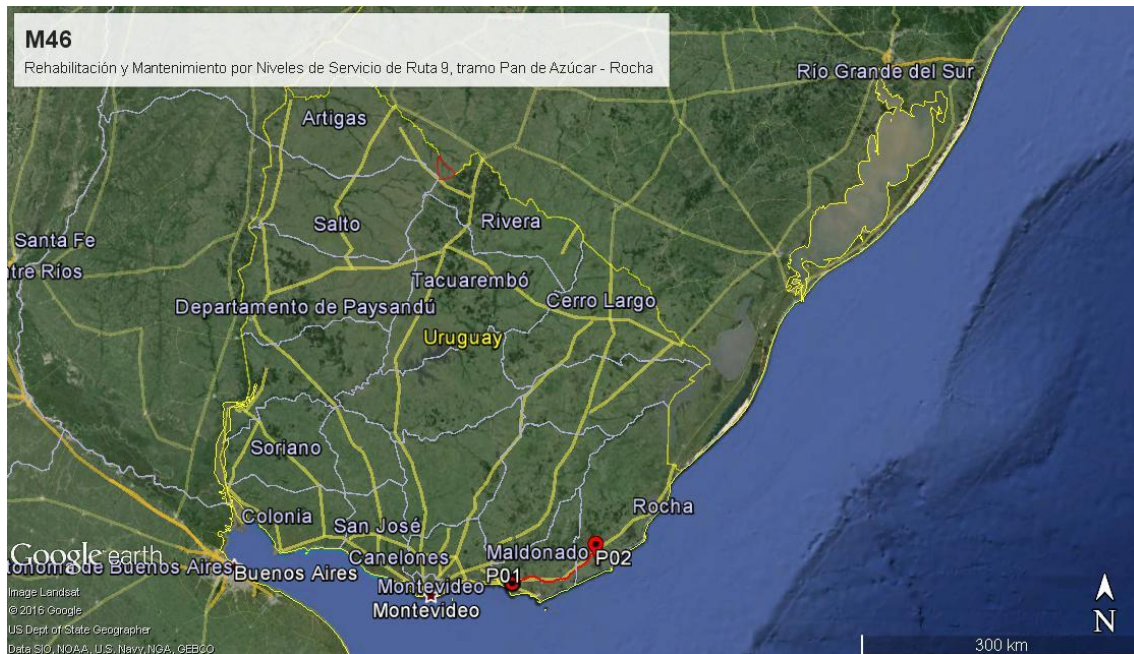 M46
Rehabilitación y Mantenimiento por Niveles de Servicio de Ruta 9, tramo Pan de Azúcar - Rocha
Río Grande del Sur
Artigas
Salto
Rivera
Santa Fe
tre Ríos
Tacuarembó
Departamento de Paysandú
Cerro Largo
Uruguay
Soriano
Rocha
Colonia
San José
Canelones
Maldonado
Google earth
P02
tonoma de Buenos Aires
Buenos Aires
P01
Montevideo
Montevideo
Image Landsat
© 2016 Google
US Dept of State Geographer
Data SIO, NOAA, U.S. Navy, NGA, GEBCO
N
300 km